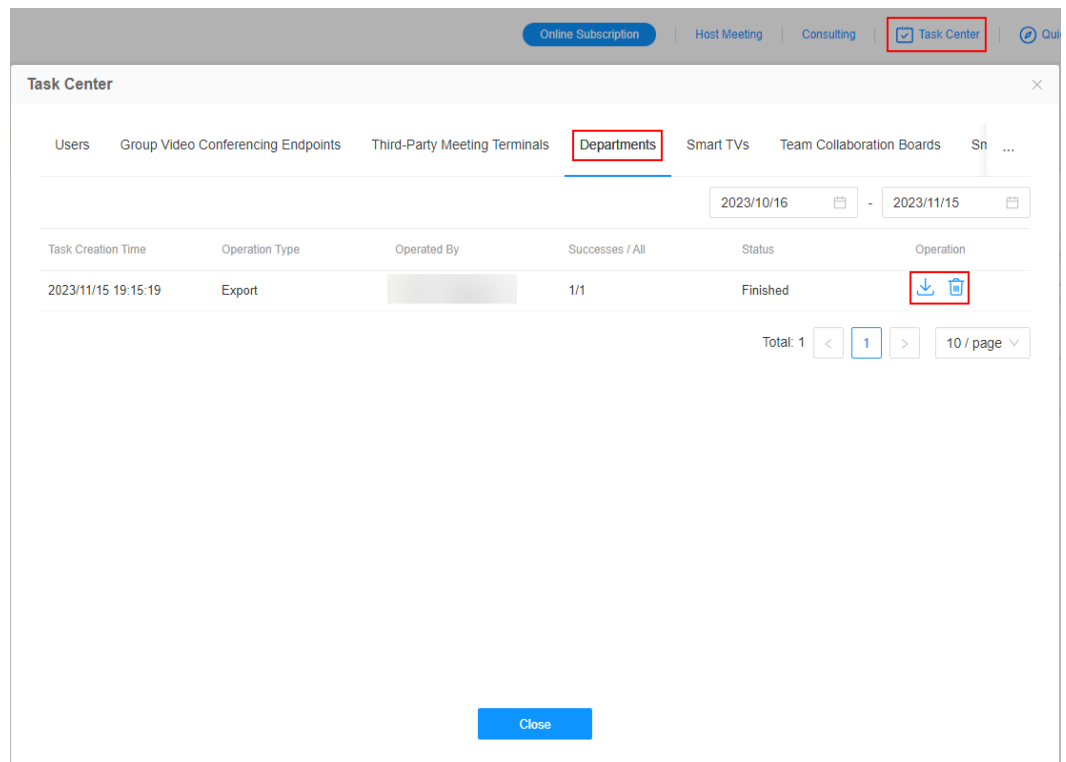 Online Subscription Host Meeting Consulting Task Center
Task Center
Users Group Video Conferencing Endpoints Third-Party Meeting Terminals Departments Smart TVs Team Collaboration Boards ...
2023/10/16 - 2023/11/15
Task Creation Time Operation Type Operated By Successes / All Status Operation
2023/11/15 19:15:19 Export 1/1 Finished
Total: 1 < 1 > 10 / page
Close